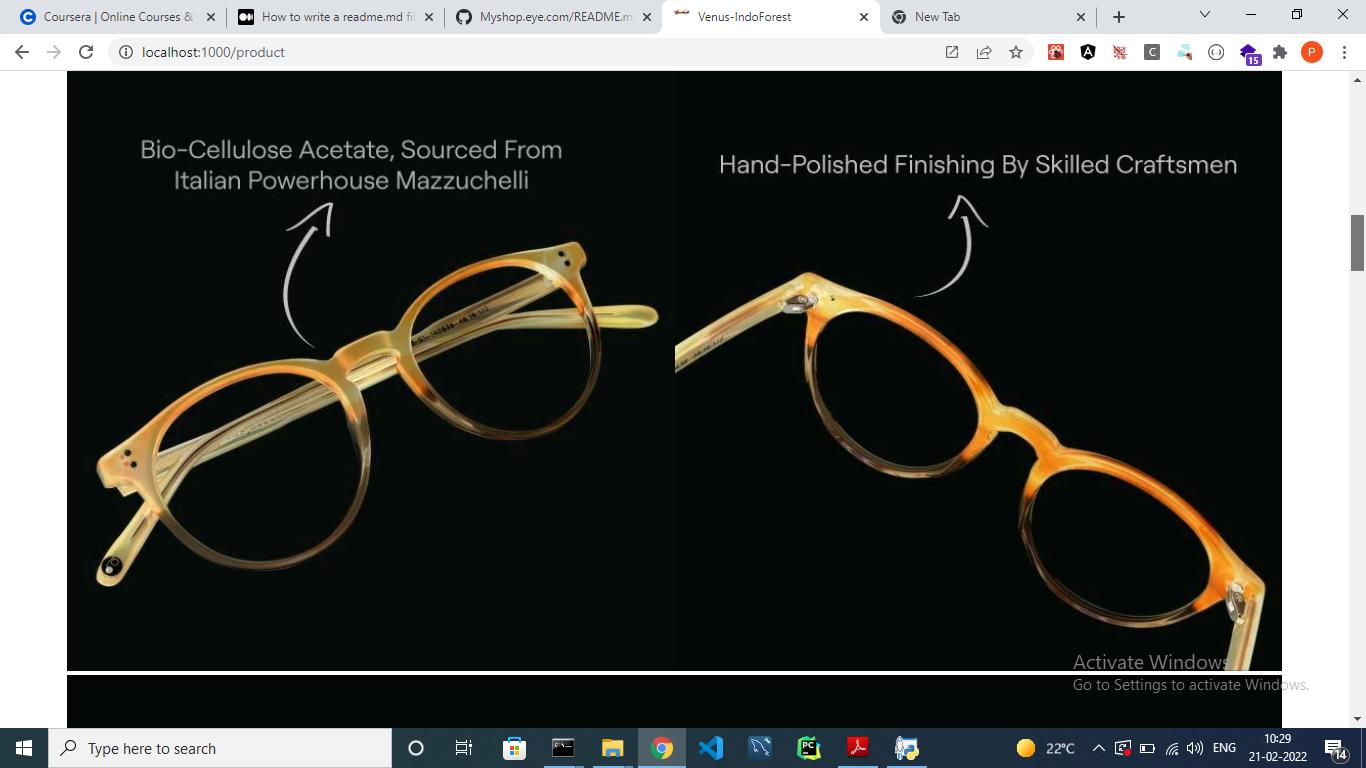 Coursera | Online Courses &
How to write a readme.md fi
Myshop.eye.com/README.m
Venus-IndoForest
New Tab
localhost:1000/product
15
P
Bio-Cellulose Acetate, Sourced From
Italian Powerhouse Mazzuchelli
Hand-Polished Finishing By Skilled Craftsmen
Activate Windows
Go to Settings to activate Windows.
Type here to search
22°C
ENG
10:29
21-02-2022
14